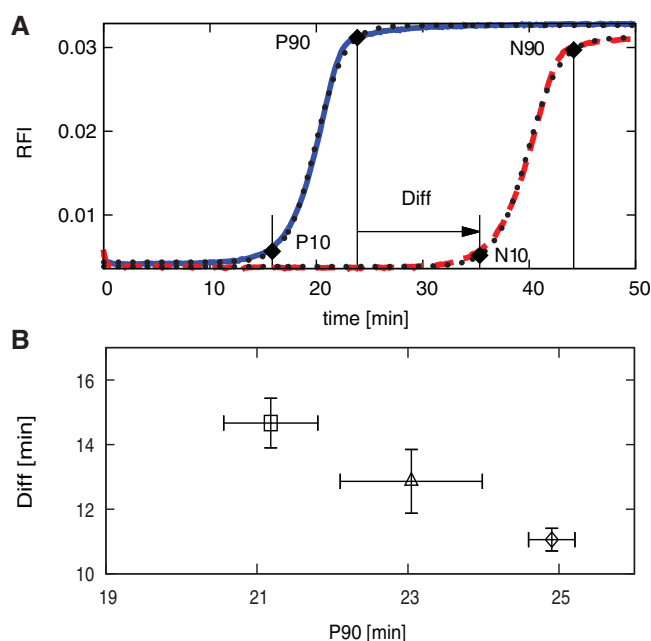 A
0.03
0.02
0.01
RFI
P90
N90
Diff
P10
N10
0 10 20 30 40 50
time [min]
B
16
14
12
10
Diff [min]
19 21 23 25
P90 [min]